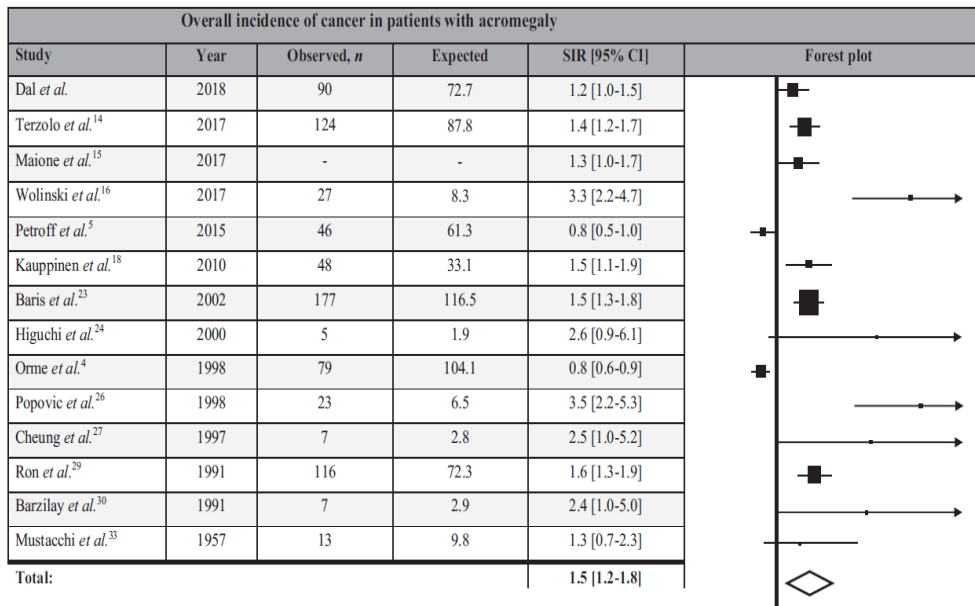 Overall incidence of cancer in patients with acromegaly
Study Year Observed, n Expected SIR [95% CI] Forest plot
Dal et al. 2018 90 72.7 1.2 [1.0-1.5]
Terzolo et al.14 2017 124 87.8 1.4 [1.2-1.7]
Maione et al.15 2017 - - 1.3 [1.0-1.7]
Wolinski et al.16 2017 27 8.3 3.3 [2.2-4.7]
Petroff et al.5 2015 46 61.3 0.8 [0.5-1.0]
Kauppinen et al.18 2010 48 33.1 1.5 [1.1-1.9]
Baris et al.23 2002 177 116.5 1.5 [1.3-1.8]
Higuchi et al.24 2000 5 1.9 2.6 [0.9-6.1]
Orme et al.4 1998 79 104.1 0.8 [0.6-0.9]
Popovic et al.26 1998 23 6.5 3.5 [2.2-5.3]
Cheung et al.27 1997 7 2.8 2.5 [1.0-5.2]
Ron et al.29 1991 116 72.3 1.6 [1.3-1.9]
Barzilay et al.30 1991 7 2.9 2.4 [1.0-5.0]
Mustacchi et al.33 1957 13 9.8 1.3 [0.7-2.3]
Total: 1.5 [1.2-1.8]